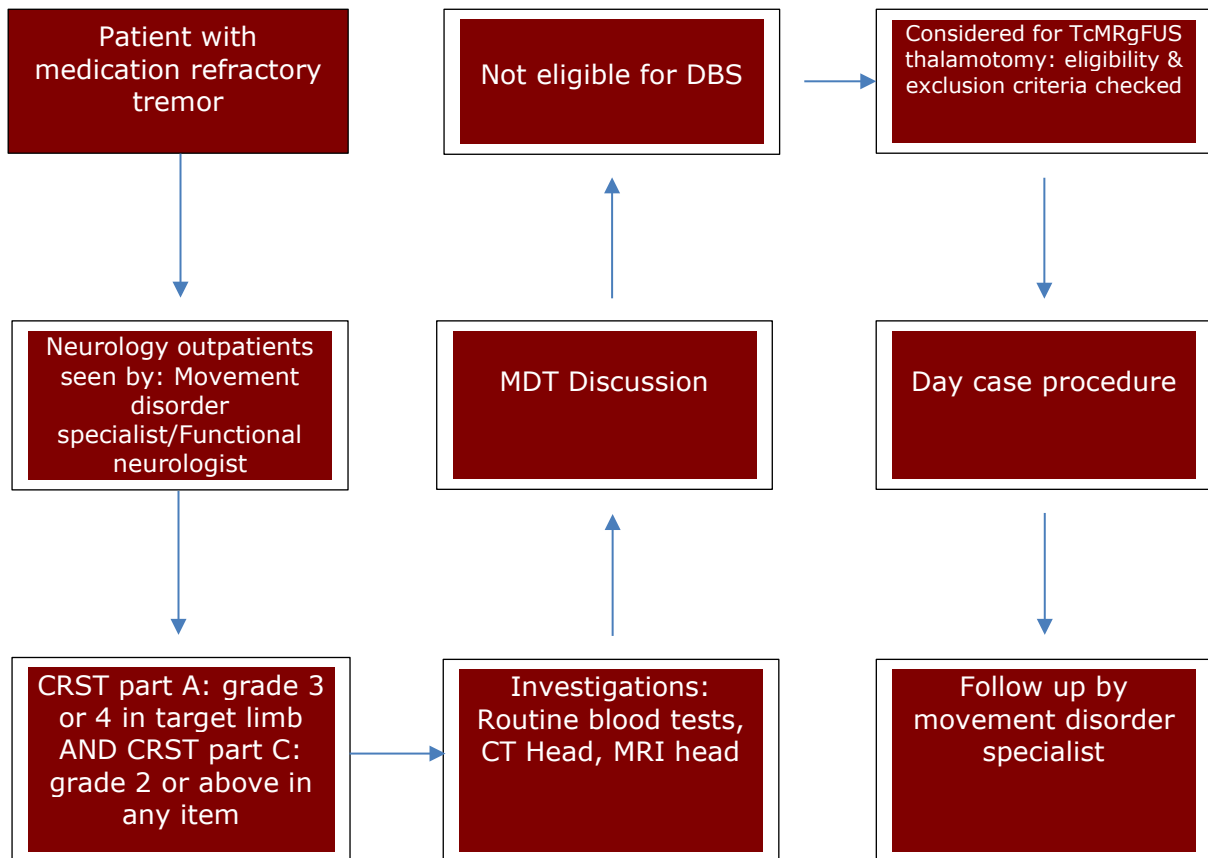 Patient with
medication refractory
tremor
Neurology outpatients
seen by: Movement
disorder
specialist/Functional
neurologist
CRST part A: grade 3
or 4 in target limb
AND CRST part C:
grade 2 or above in
any item
Investigations:
Routine blood tests,
CT Head, MRI head
MDT Discussion
Not eligible for DBS
Considered for TcMRgFUS
thalamotomy: eligibility &
exclusion criteria checked
Day case procedure
Follow up by
movement disorder
specialist